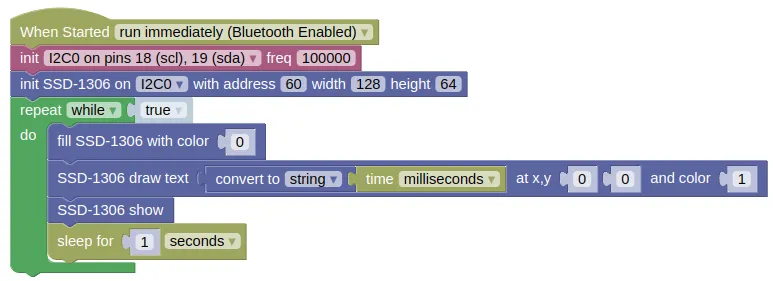 When Started run immediately (Bluetooth Enabled) ▾
init I2C0 on pins 18 (scl), 19 (sda) ▾ freq 100000
init SSD-1306 on I2C0 ▾ with address 60 width 128 height 64
repeat while ▾ true ▾
do
fill SSD-1306 with color 0
SSD-1306 draw text convert to string ▾ time milliseconds ▾ at x,y 0 0 and color 1
SSD-1306 show
sleep for 1 seconds ▾